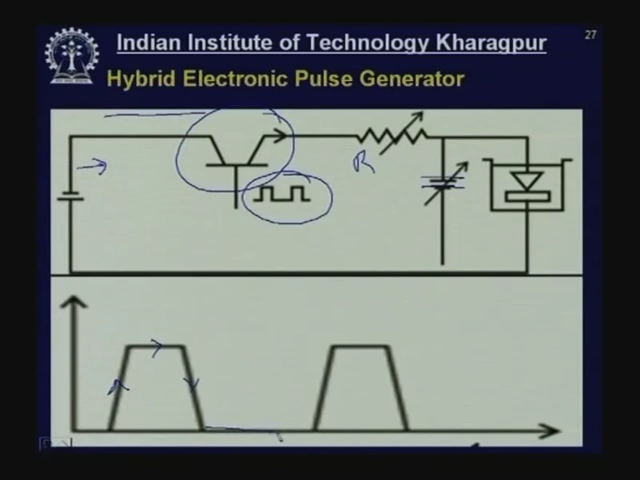 27
Indian Institute of Technology Kharagpur
Hybrid Electronic Pulse Generator
R